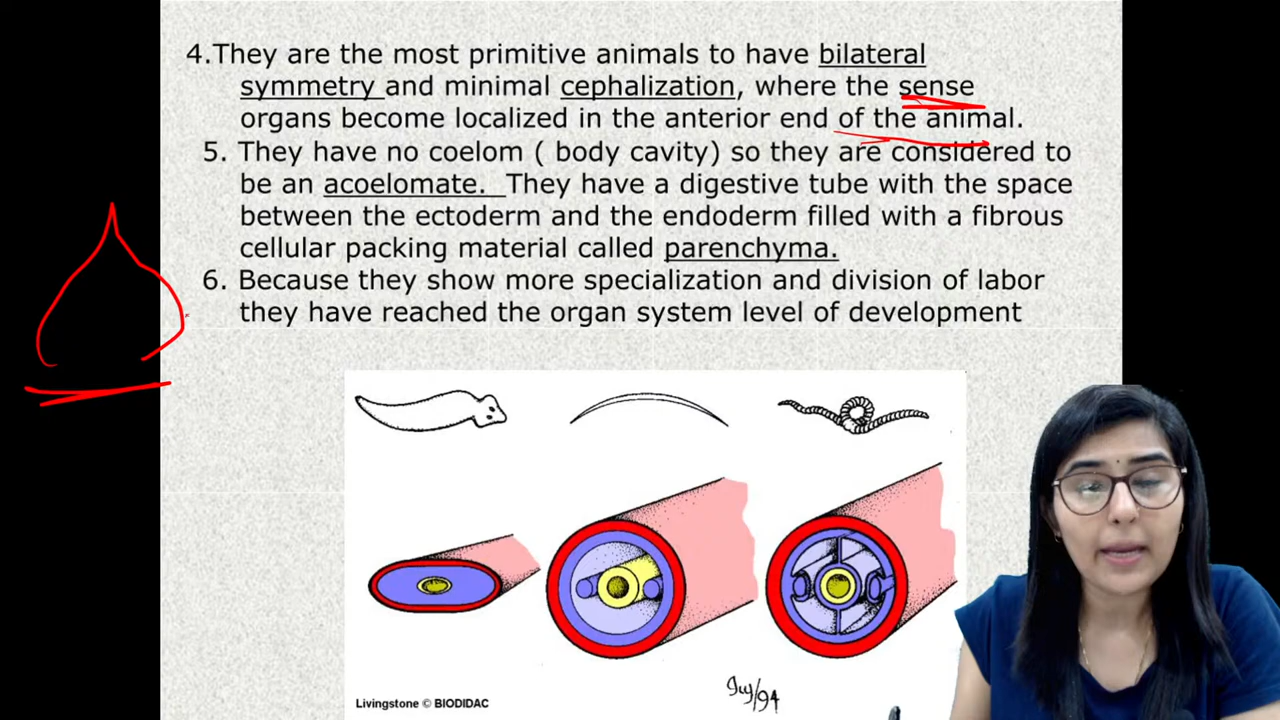 4.They are the most primitive animals to have bilateral
symmetry and minimal cephalization, where the sense
organs become localized in the anterior end of the animal.
5. They have no coelom ( body cavity) so they are considered to
be an acoelomate. They have a digestive tube with the space
between the ectoderm and the endoderm filled with a fibrous
cellular packing material called parenchyma.
6. Because they show more specialization and division of labor
they have reached the organ system level of development
Livingstone © BIODIDAC